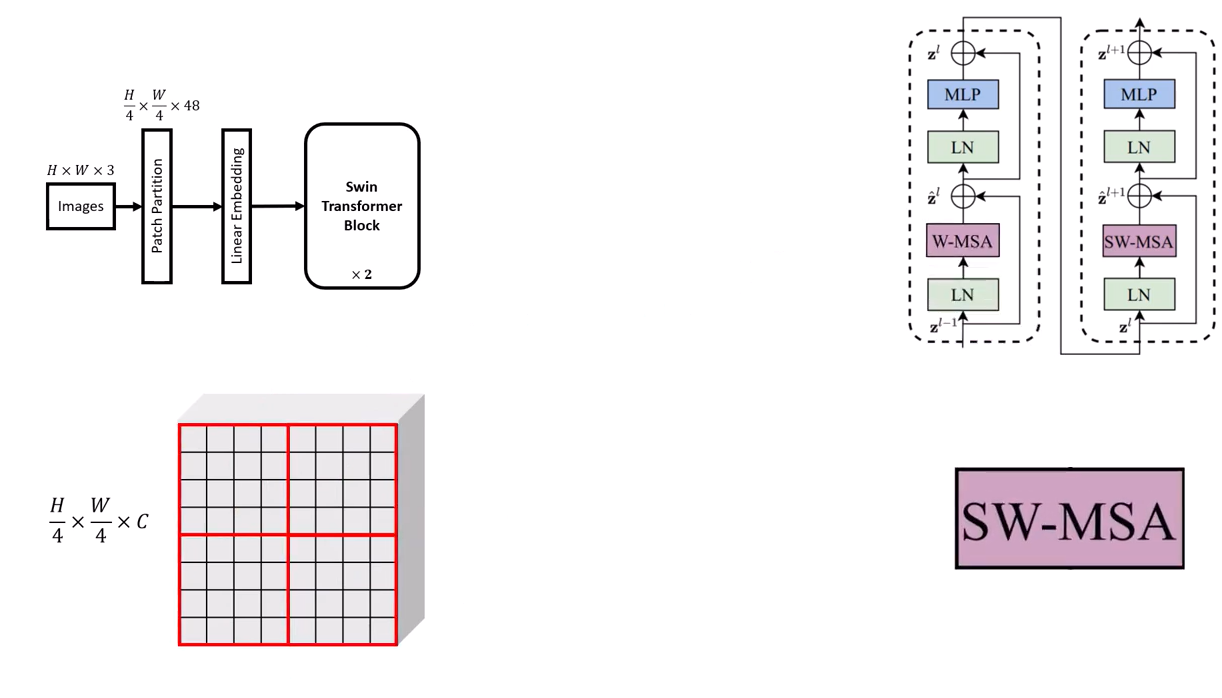 H/4 × W/4 × 48
H × W × 3
Images
Patch Partition
Linear Embedding
Swin
Transformer
Block
× 2
z^l
MLP
LN
ẑ^l
W-MSA
LN
z^{l-1}
z^{l+1}
MLP
LN
ẑ^{l+1}
SW-MSA
LN
z^l
H/4 × W/4 × C
SW-MSA